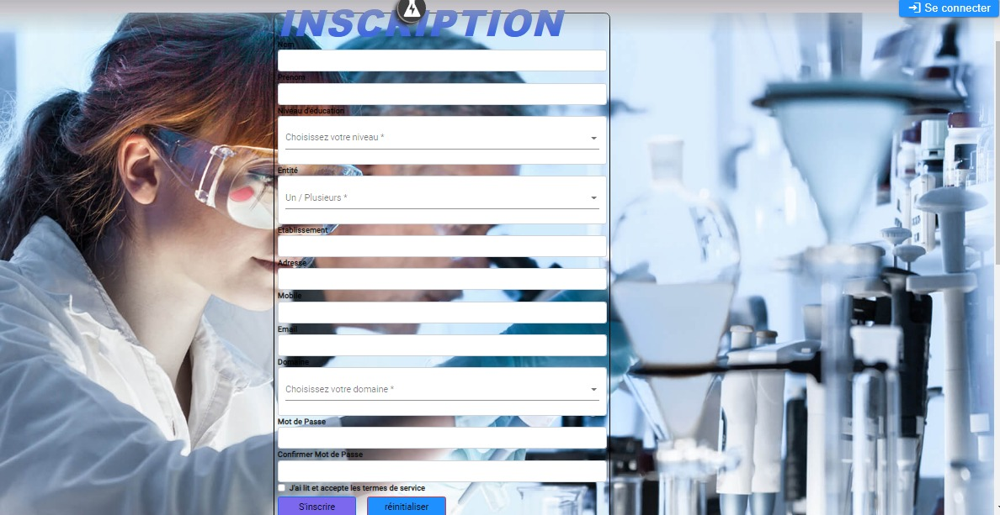 Se connecter
INSCRIPTION
Nom
Prenom
Niveau d'éducation
Choisissez votre niveau *
Entité
Un / Plusieurs *
Etablissement
Adresse
Mobile
Email
Domaine
Choisissez votre domaine *
Mot de Passe
Confirmer Mot de Passe
J'ai lit et accepte les termes de service
S'inscrire
réinitialiser